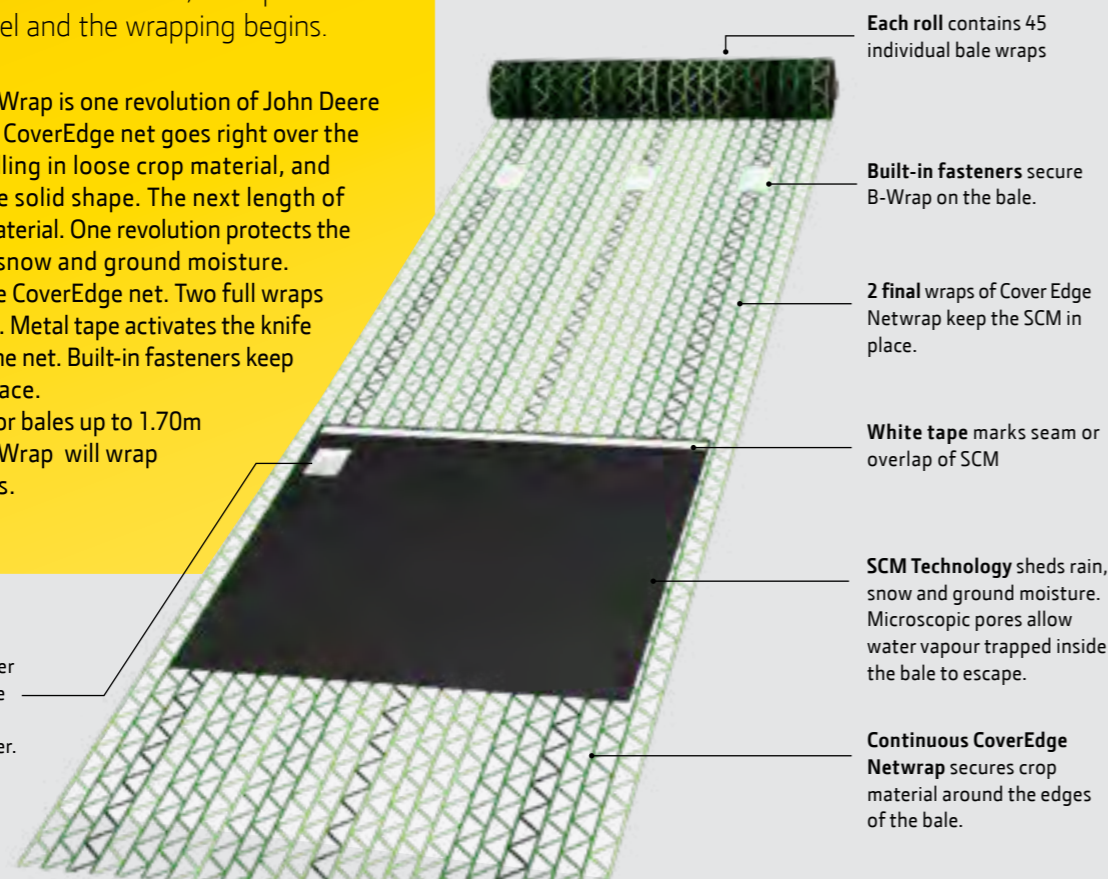 el and the wrapping begins.
Wrap is one revolution of John Deere
CoverEdge net goes right over the
ling in loose crop material, and
e solid shape. The next length of
aterial. One revolution protects the
snow and ground moisture.
e CoverEdge net. Two full wraps
. Metal tape activates the knife
ne net. Built-in fasteners keep
ace.
or bales up to 1.70m
Wrap will wrap
s.
er
e
er.
Each roll contains 45
individual bale wraps
Built-in fasteners secure
B-Wrap on the bale.
2 final wraps of Cover Edge
Netwrap keep the SCM in
place.
White tape marks seam or
overlap of SCM
SCM Technology sheds rain,
snow and ground moisture.
Microscopic pores allow
water vapour trapped inside
the bale to escape.
Continuous CoverEdge
Netwrap secures crop
material around the edges
of the bale.